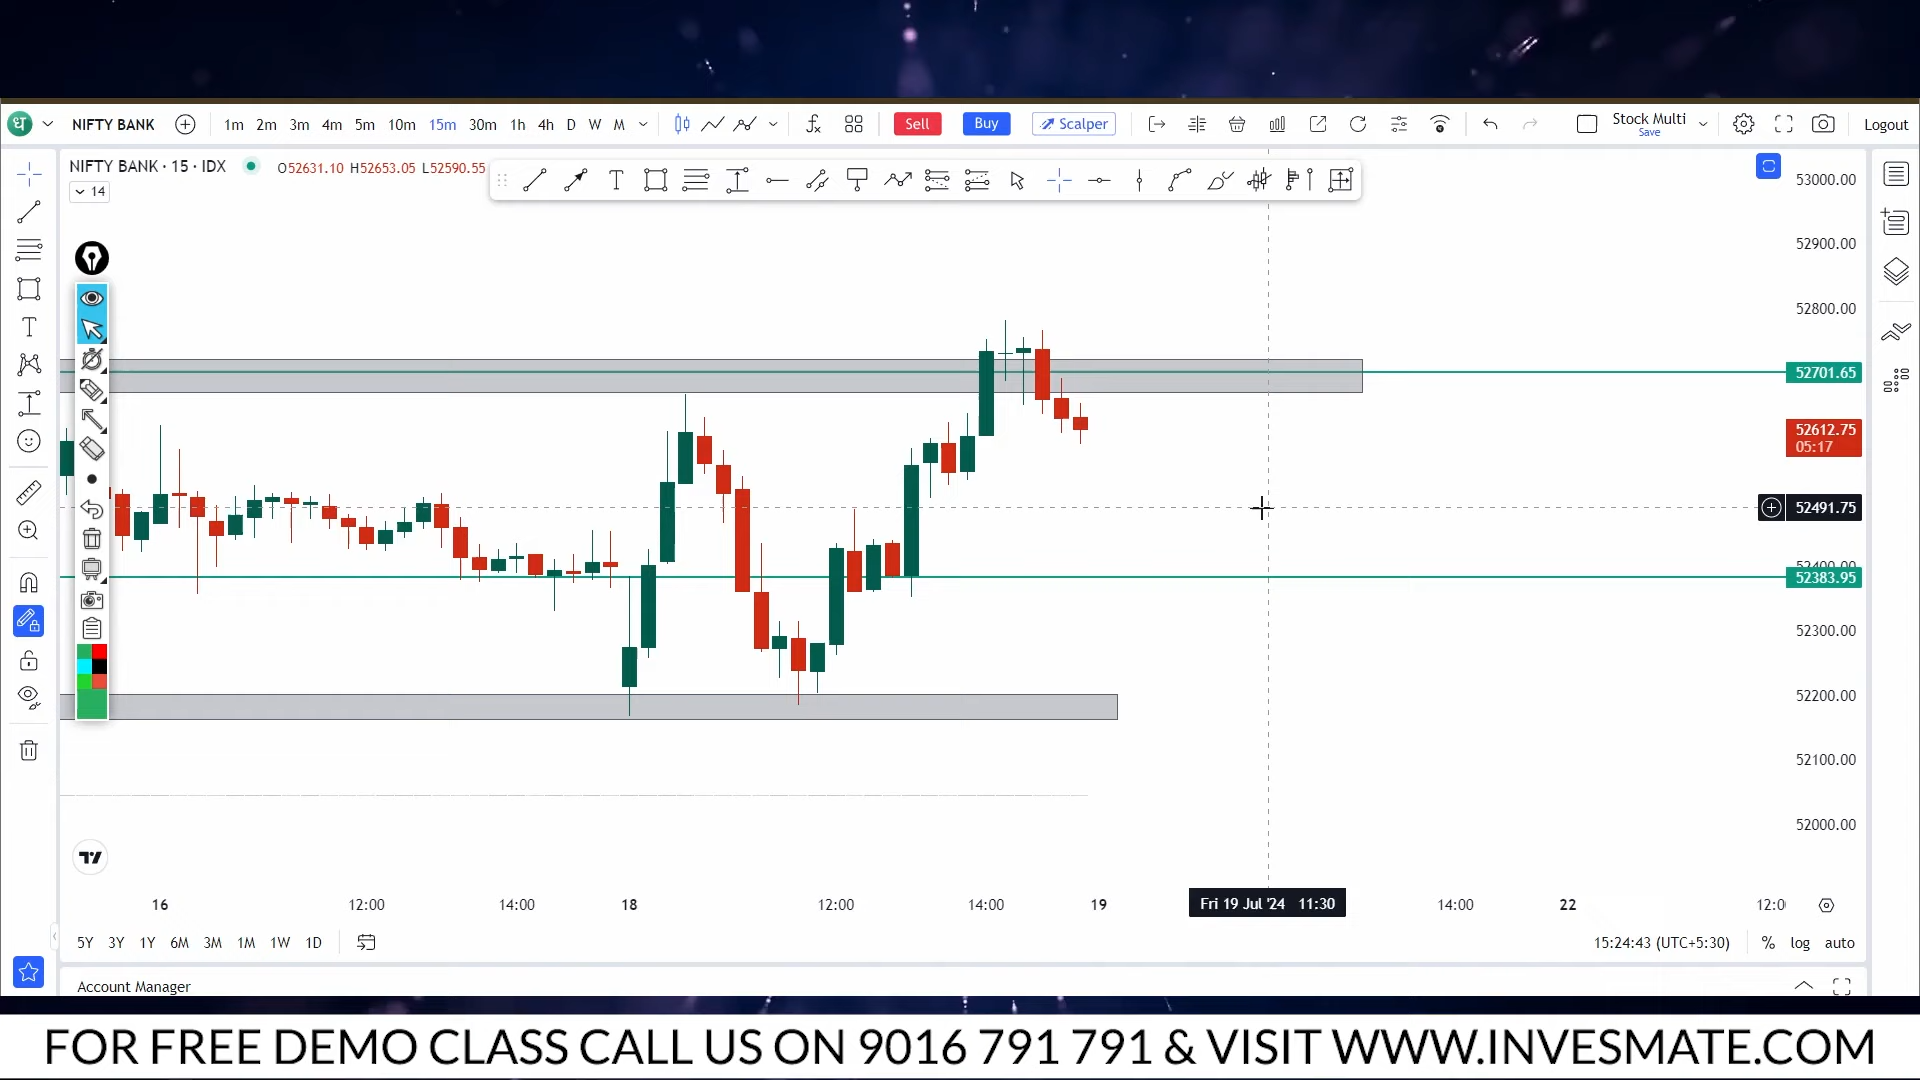 ध NIFTY BANK 1m 2m 3m 4m 5m 10m 15m 30m 1h 4h D W M Sell Buy Scalper Stock Multi Save Logout
NIFTY BANK · 15 · IDX O52631.10 H52653.05 L52590.55
14
T
T
53000.00
52900.00
52800.00
52701.65
52612.75
05:17
52491.75
52400.00
52383.95
52300.00
52200.00
52100.00
52000.00
16 12:00 14:00 18 12:00 14:00 19 Fri 19 Jul '24 11:30 14:00 22 12:0
5Y 3Y 1Y 6M 3M 1M 1W 1D 15:24:43 (UTC+5:30) % log auto
Account Manager
FOR FREE DEMO CLASS CALL US ON 9016 791 791 & VISIT WWW.INVESMATE.COM